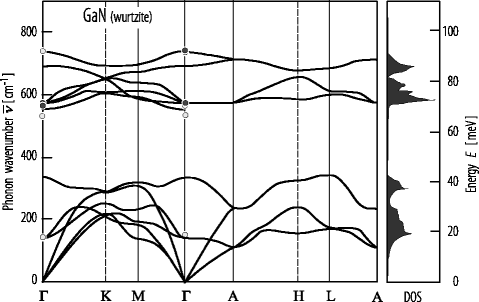 GaN (wurtzite)
Phonon wavenumber ν̅ [cm⁻¹]
800
600
400
200
0
Γ K M Γ A H L A
100
80
60
40
20
0
Energy E [meV]
DOS